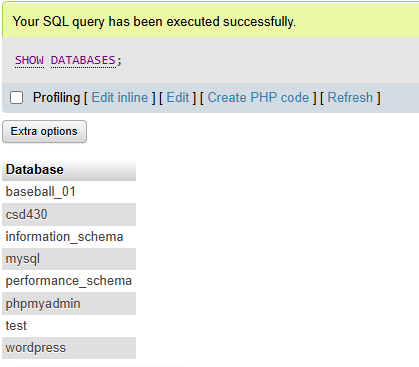 Your SQL query has been executed successfully.
SHOW DATABASES;
Profiling [ Edit inline ] [ Edit ] [ Create PHP code ] [ Refresh ]
Extra options
Database
baseball_01
csd430
information_schema
mysql
performance_schema
phpmyadmin
test
wordpress